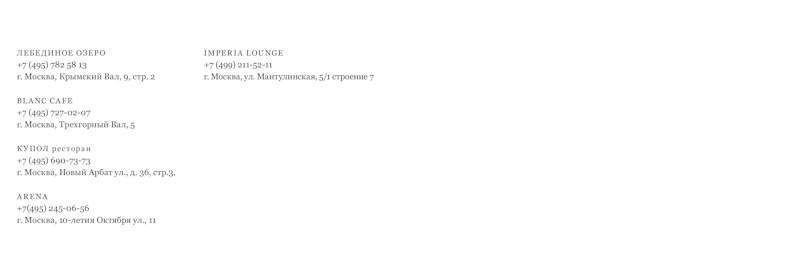 ЛЕБЕДИНОЕ ОЗЕРО
+7 (495) 782 58 13
г. Москва, Крымский Вал, 9, стр. 2
BLANC CAFE
+7 (495) 727-02-07
г. Москва, Трехгорный Вал, 5
КУПОЛ ресторан
+7 (495) 690-73-73
г. Москва, Новый Арбат ул., д. 36, стр.3.
ARENA
+7(495) 245-06-56
г. Москва, 10-летия Октября ул., 11
IMPERIA LOUNGE
+7 (499) 211-52-11
г. Москва, ул. Мантулинская, 5/1 строение 7